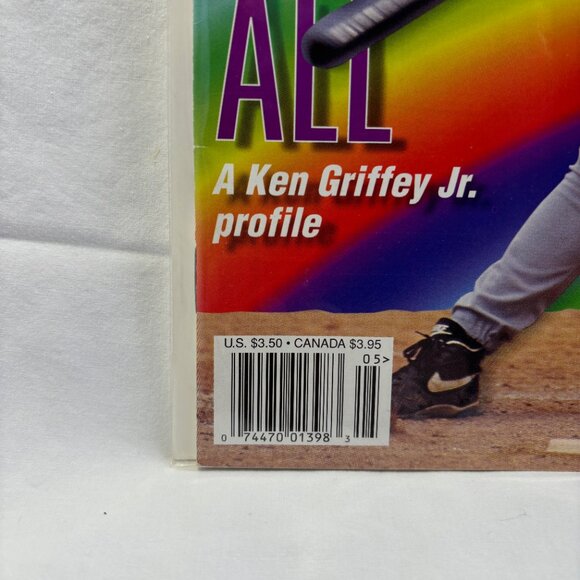 ALL
A Ken Griffey Jr.
profile
U.S. $3.50 • CANADA $3.95
05>
0 74470 01398 3